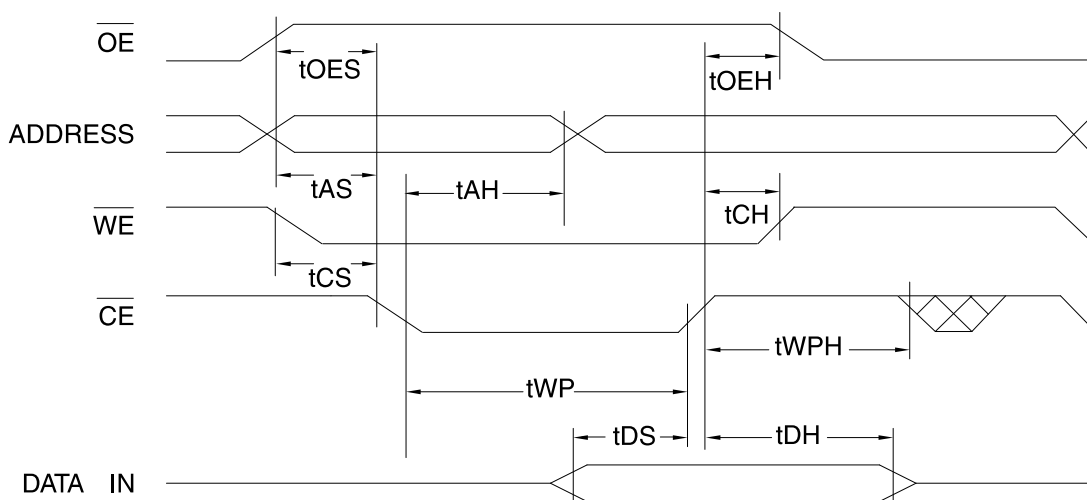 OE
tOES
tOEH
ADDRESS
tAS
tAH
tCH
WE
tCS
CE
tWPH
tWP
tDS
tDH
DATA IN